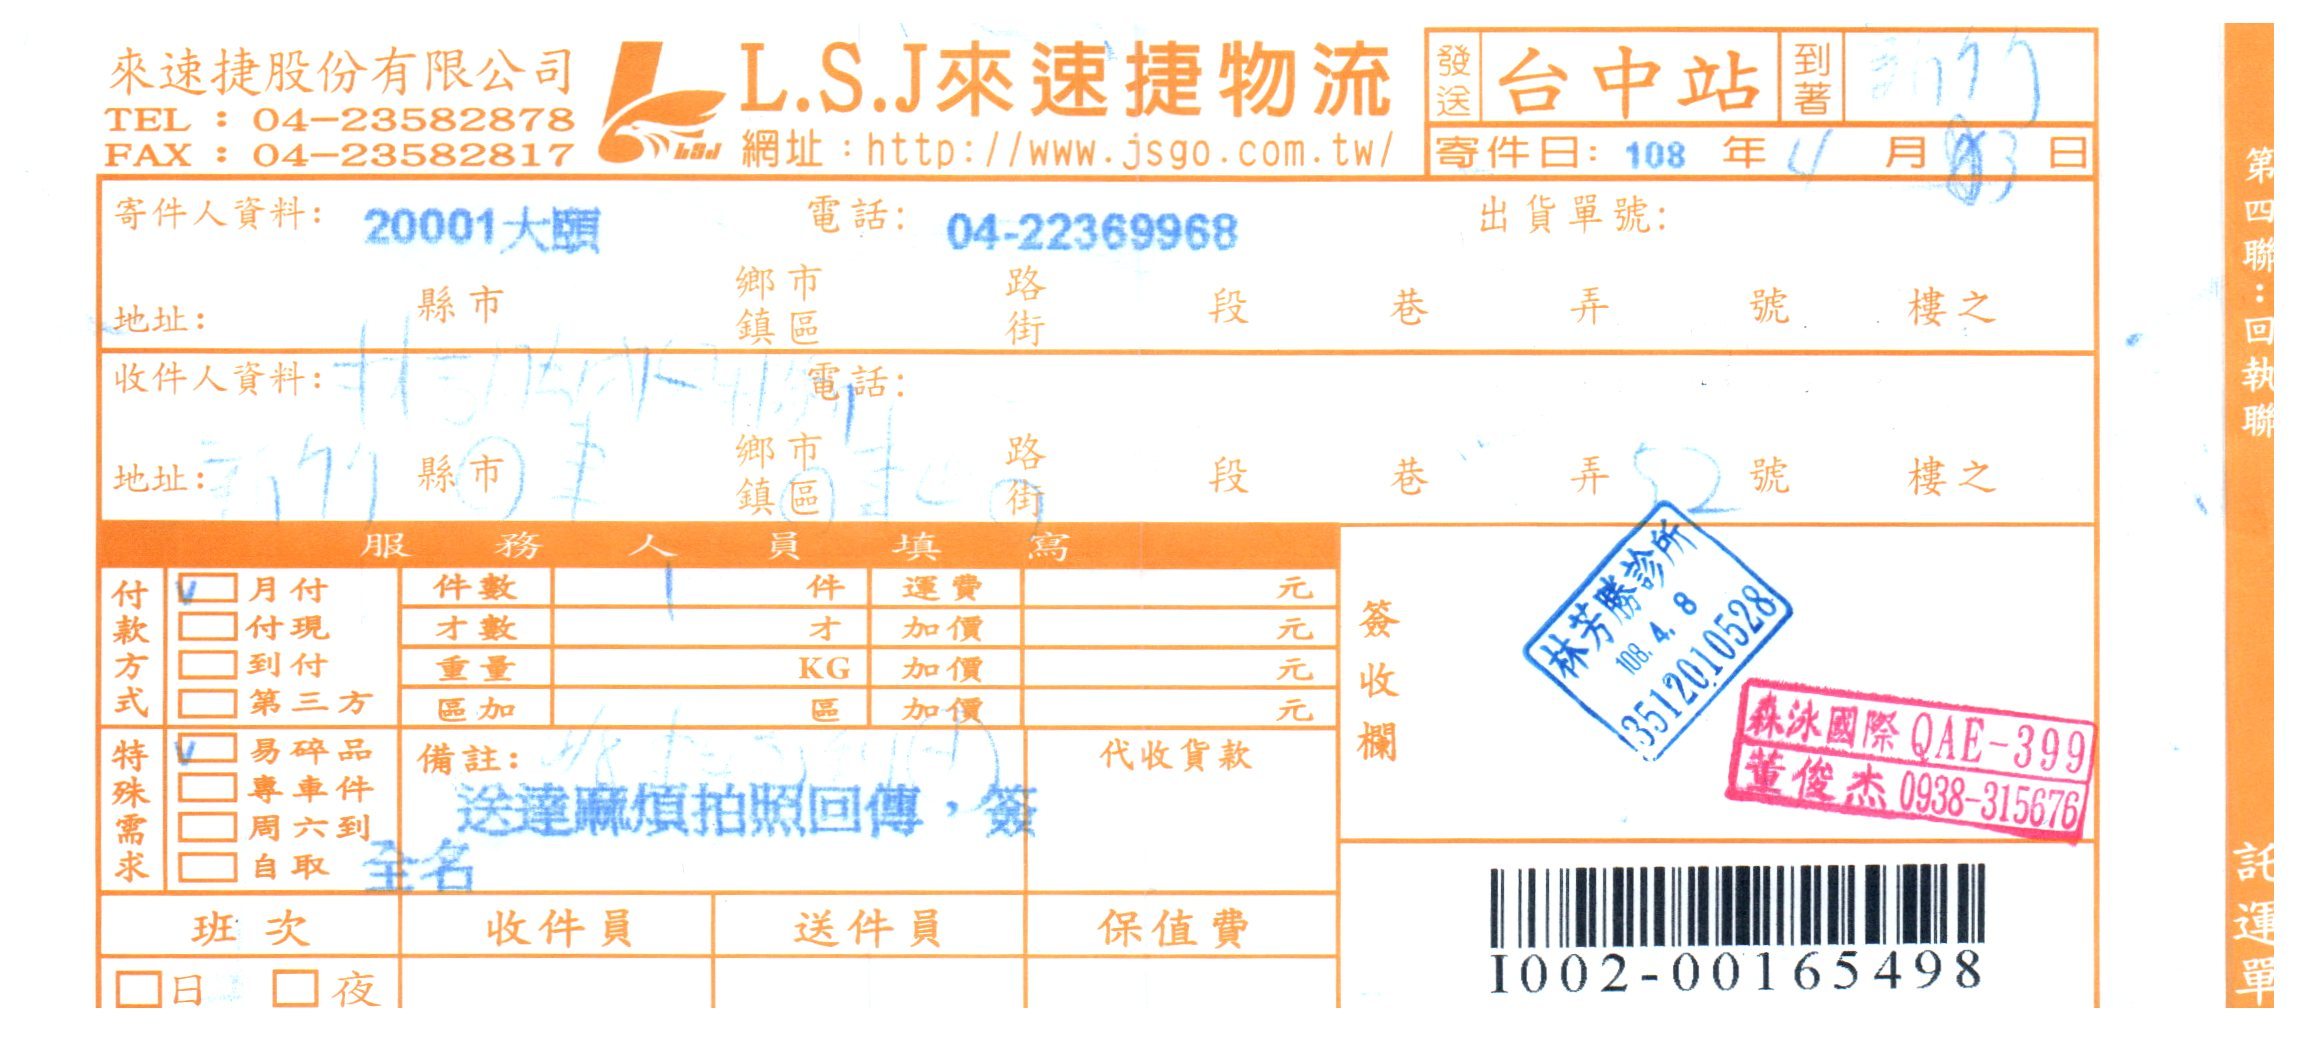 來速捷股份有限公司
TEL：04-23582878
FAX：04-23582817
LSJ
L.S.J來速捷物流
網址：http://www.jsgo.com.tw/
發送 台中站 到著
寄件日：108 年 4 月 日
寄件人資料： 20001大頤 電話： 04-22369968 出貨單號：
地址： 縣市 鄉鎮市區 路街 段 巷 弄 號 樓之
收件人資料： 電話：
地址： 縣市 鄉鎮市區 路街 段 巷 弄 52 號 樓之
服務人員填寫
付款方式
V 月付
付現
到付
第三方
件數 1 件 運費 元
才數 才 加價 元
重量 KG 加價 元
區加 區 加價 元
特殊需求
V 易碎品
專車件
周六到
自取
備註：
送達麻煩拍照回傳，簽
全名
代收貨款
班次 收件員 送件員 保值費
日 夜
簽收欄
林芳勝診所
108.4.8
3512010528
森泳國際 QAE-399
董俊杰 0938-315676
I002-00165498
第四聯：回執聯
託運單